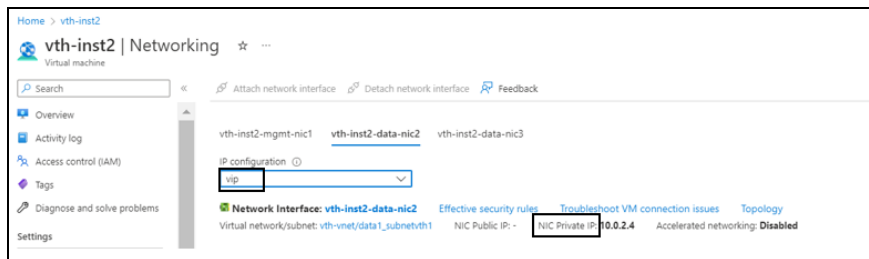 Home > vth-inst2
vth-inst2 | Networking ☆ ...
Virtual machine
Search «
Attach network interface Detach network interface Feedback
Overview
Activity log
Access control (IAM)
Tags
Diagnose and solve problems
Settings
vth-inst2-mgmt-nic1 vth-inst2-data-nic2 vth-inst2-data-nic3
IP configuration
vip
Network Interface: vth-inst2-data-nic2 Effective security rules Troubleshoot VM connection issues Topology
Virtual network/subnet: vth-vnet/data1_subnetvth1 NIC Public IP: - NIC Private IP: 10.0.2.4 Accelerated networking: Disabled